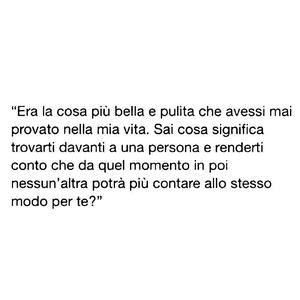 “Era la cosa più bella e pulita che avessi mai
provato nella mia vita. Sai cosa significa
trovarti davanti a una persona e renderti
conto che da quel momento in poi
nessun'altra potrà più contare allo stesso
modo per te?”